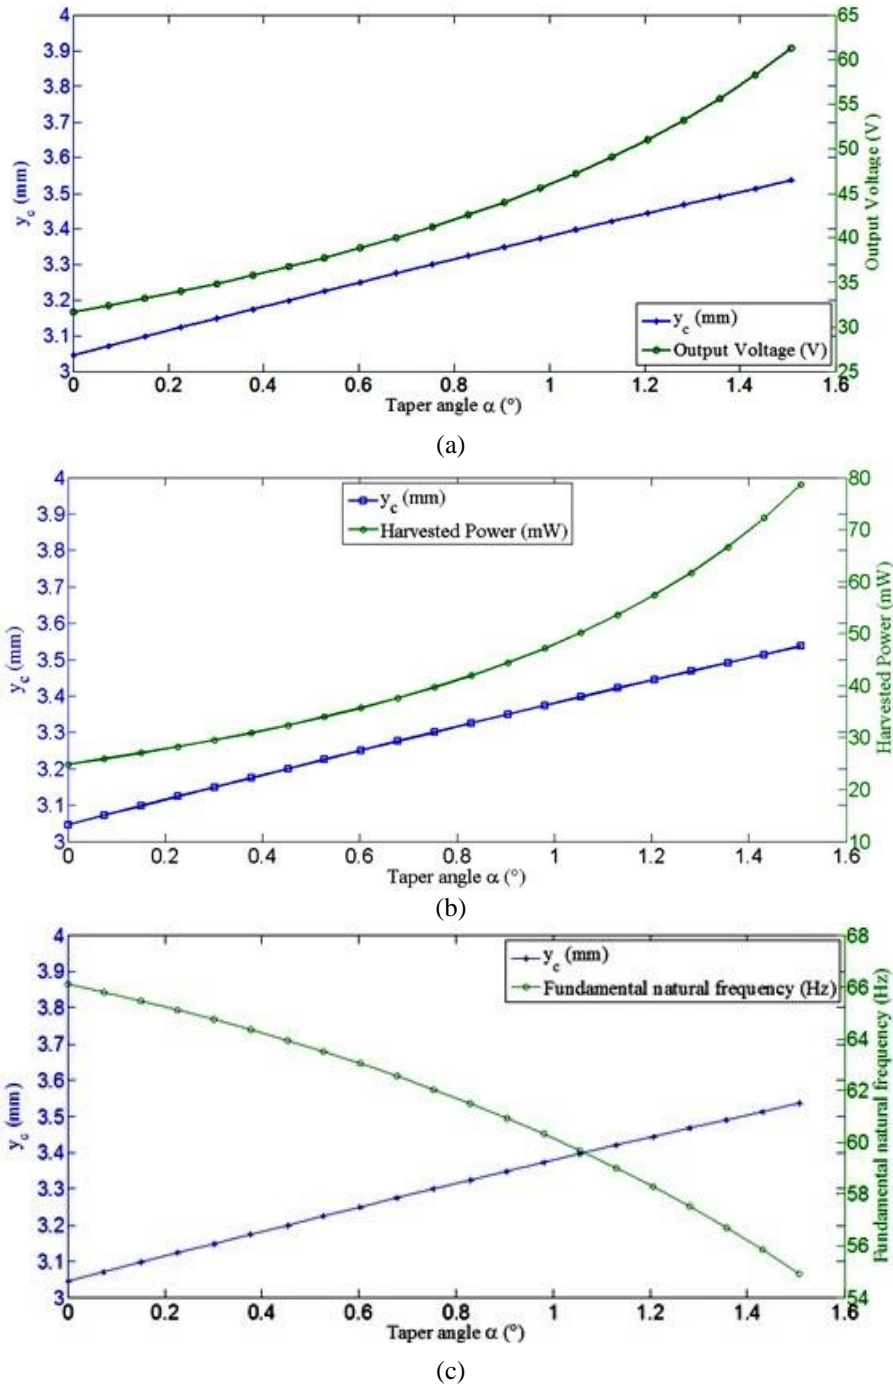 4
3.9
3.8
3.7
3.6
3.5
3.4
3.3
3.2
3.1
3
y_c (mm)
65
60
55
50
45
40
35
30
25
Output Voltage (V)
y_c (mm)
Output Voltage (V)
0 0.2 0.4 0.6 0.8 1 1.2 1.4 1.6
Taper angle α (°)
(a)
4
3.9
3.8
3.7
3.6
3.5
3.4
3.3
3.2
3.1
3
y_c (mm)
80
70
60
50
40
30
20
10
Harvested Power (mW)
y_c (mm)
Harvested Power (mW)
0 0.2 0.4 0.6 0.8 1 1.2 1.4 1.6
Taper angle α (°)
(b)
4
3.9
3.8
3.7
3.6
3.5
3.4
3.3
3.2
3.1
3
y_c (mm)
68
66
64
62
60
58
56
54
Fundamental natural frequency (Hz)
y_c (mm)
Fundamental natural frequency (Hz)
0 0.2 0.4 0.6 0.8 1 1.2 1.4 1.6
Taper angle α (°)
(c)